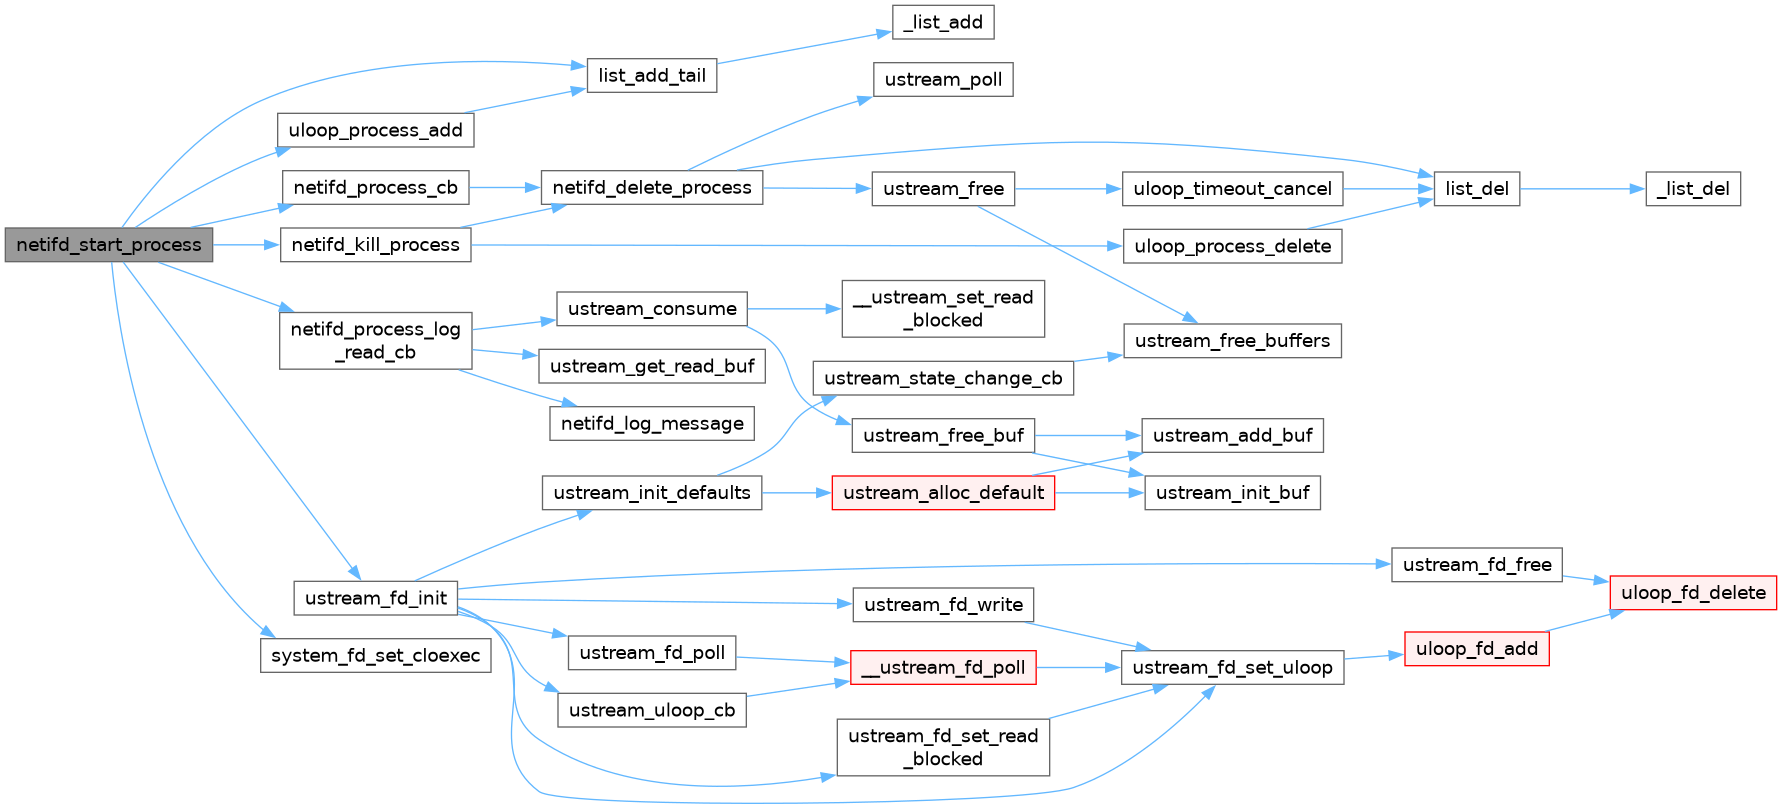 _list_add
list_add_tail
ustream_poll
uloop_process_add
netifd_process_cb
netifd_delete_process
ustream_free
uloop_timeout_cancel
list_del
_list_del
netifd_start_process
netifd_kill_process
uloop_process_delete
netifd_process_log
_read_cb
ustream_consume
__ustream_set_read
_blocked
ustream_free_buffers
ustream_get_read_buf
ustream_state_change_cb
netifd_log_message
ustream_free_buf
ustream_add_buf
ustream_init_defaults
ustream_alloc_default
ustream_init_buf
ustream_fd_free
ustream_fd_init
ustream_fd_write
uloop_fd_delete
system_fd_set_cloexec
ustream_fd_poll
__ustream_fd_poll
ustream_fd_set_uloop
uloop_fd_add
ustream_uloop_cb
ustream_fd_set_read
_blocked